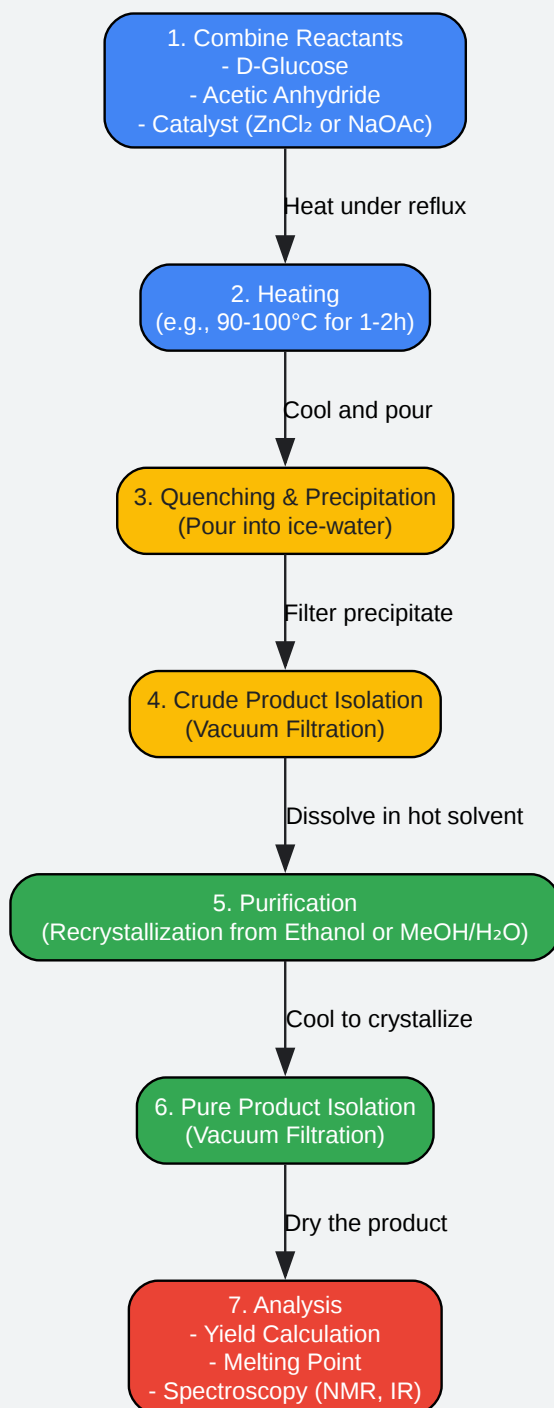 1. Combine Reactants
- D-Glucose
- Acetic Anhydride
- Catalyst (ZnCl₂ or NaOAc)
Heat under reflux
2. Heating
(e.g., 90-100°C for 1-2h)
Cool and pour
3. Quenching & Precipitation
(Pour into ice-water)
Filter precipitate
4. Crude Product Isolation
(Vacuum Filtration)
Dissolve in hot solvent
5. Purification
(Recrystallization from Ethanol or MeOH/H₂O)
Cool to crystallize
6. Pure Product Isolation
(Vacuum Filtration)
Dry the product
7. Analysis
- Yield Calculation
- Melting Point
- Spectroscopy (NMR, IR)